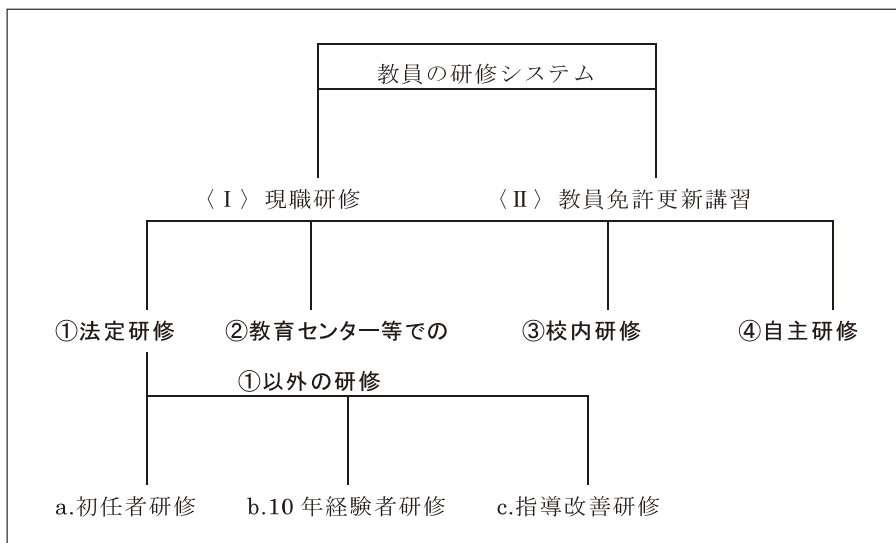 教員の研修システム
〈Ⅰ〉現職研修
〈Ⅱ〉教員免許更新講習
①法定研修
②教育センター等での
①以外の研修
③校内研修
④自主研修
a.初任者研修
b.10年経験者研修
c.指導改善研修